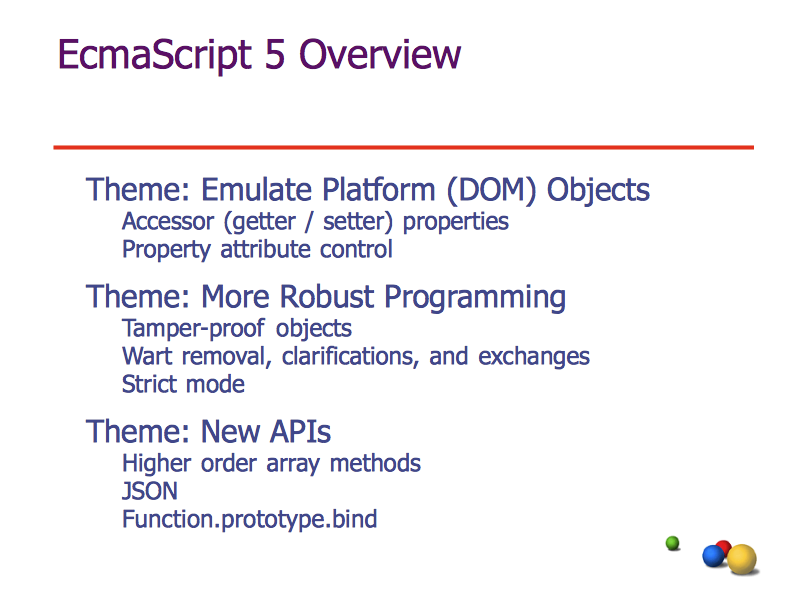 EcmaScript 5 Overview
Theme: Emulate Platform (DOM) Objects
Accessor (getter / setter) properties
Property attribute control
Theme: More Robust Programming
Tamper-proof objects
Wart removal, clarifications, and exchanges
Strict mode
Theme: New APIs
Higher order array methods
JSON
Function.prototype.bind